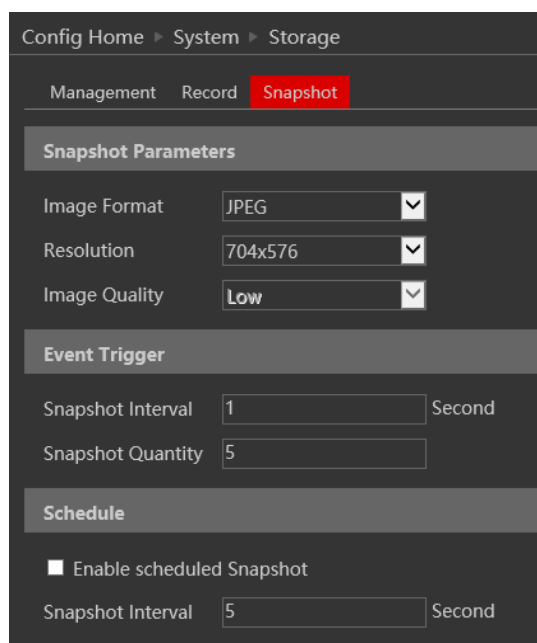 Config Home ▸ System ▸ Storage
Management Record Snapshot
Snapshot Parameters
Image Format JPEG
Resolution 704x576
Image Quality Low
Event Trigger
Snapshot Interval 1 Second
Snapshot Quantity 5
Schedule
Enable scheduled Snapshot
Snapshot Interval 5 Second